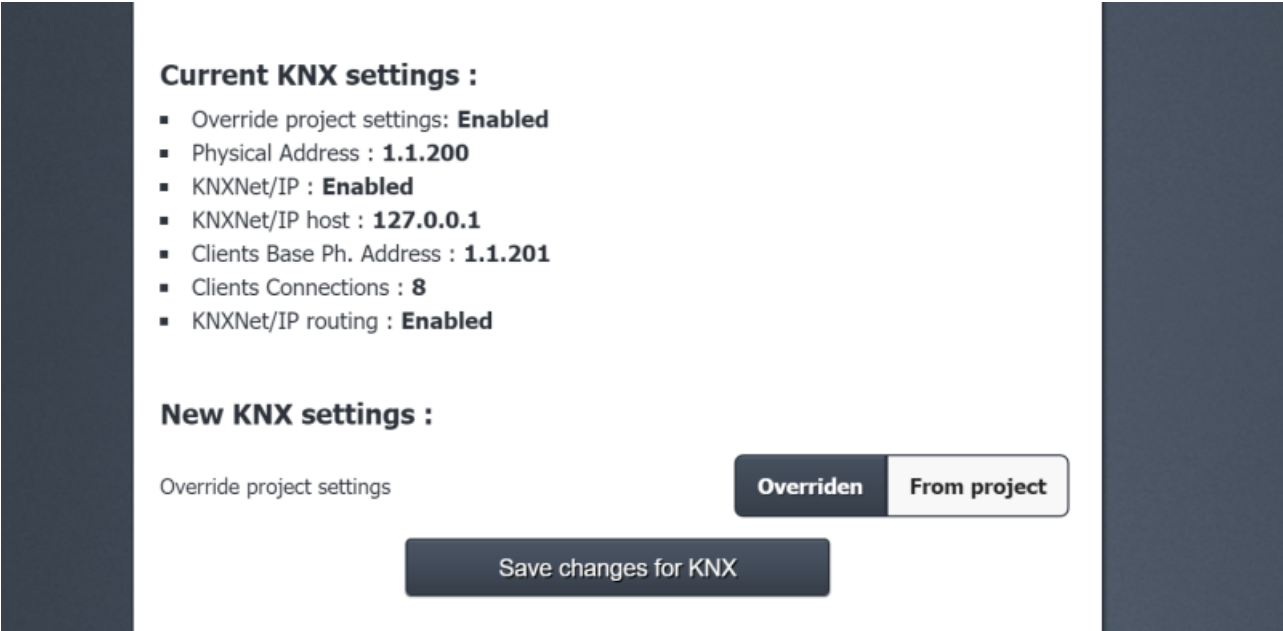 Current KNX settings :
Override project settings: Enabled
Physical Address : 1.1.200
KNXNet/IP : Enabled
KNXNet/IP host : 127.0.0.1
Clients Base Ph. Address : 1.1.201
Clients Connections : 8
KNXNet/IP routing : Enabled
New KNX settings :
Override project settings Overriden From project
Save changes for KNX